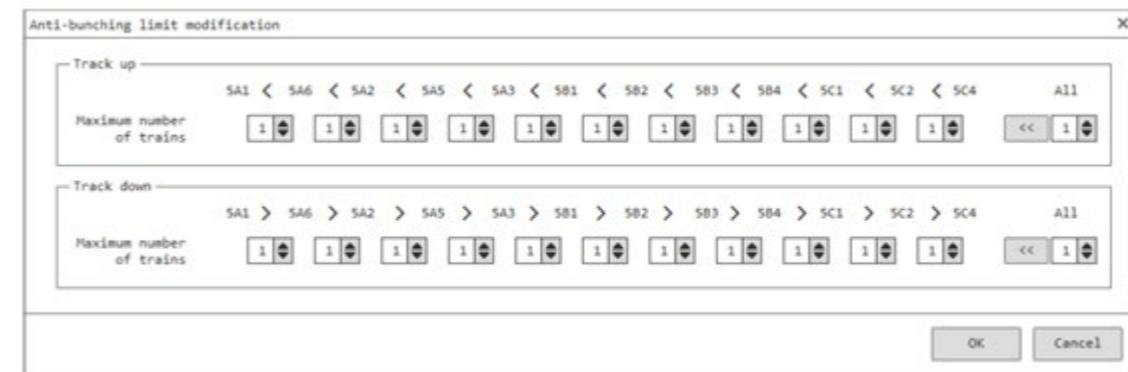 Anti-bunching limit modification ×
Track up
SA1 < SA6 < SA2 < SA5 < SA3 < SB1 < SB2 < SB3 < SB4 < SC1 < SC2 < SC4 All
Maximum number 1 1 1 1 1 1 1 1 1 1 1 << 1
of trains
Track down
SA1 > SA6 > SA2 > SA5 > SA3 > SB1 > SB2 > SB3 > SB4 > SC1 > SC2 > SC4 All
Maximum number 1 1 1 1 1 1 1 1 1 1 1 << 1
of trains
OK Cancel